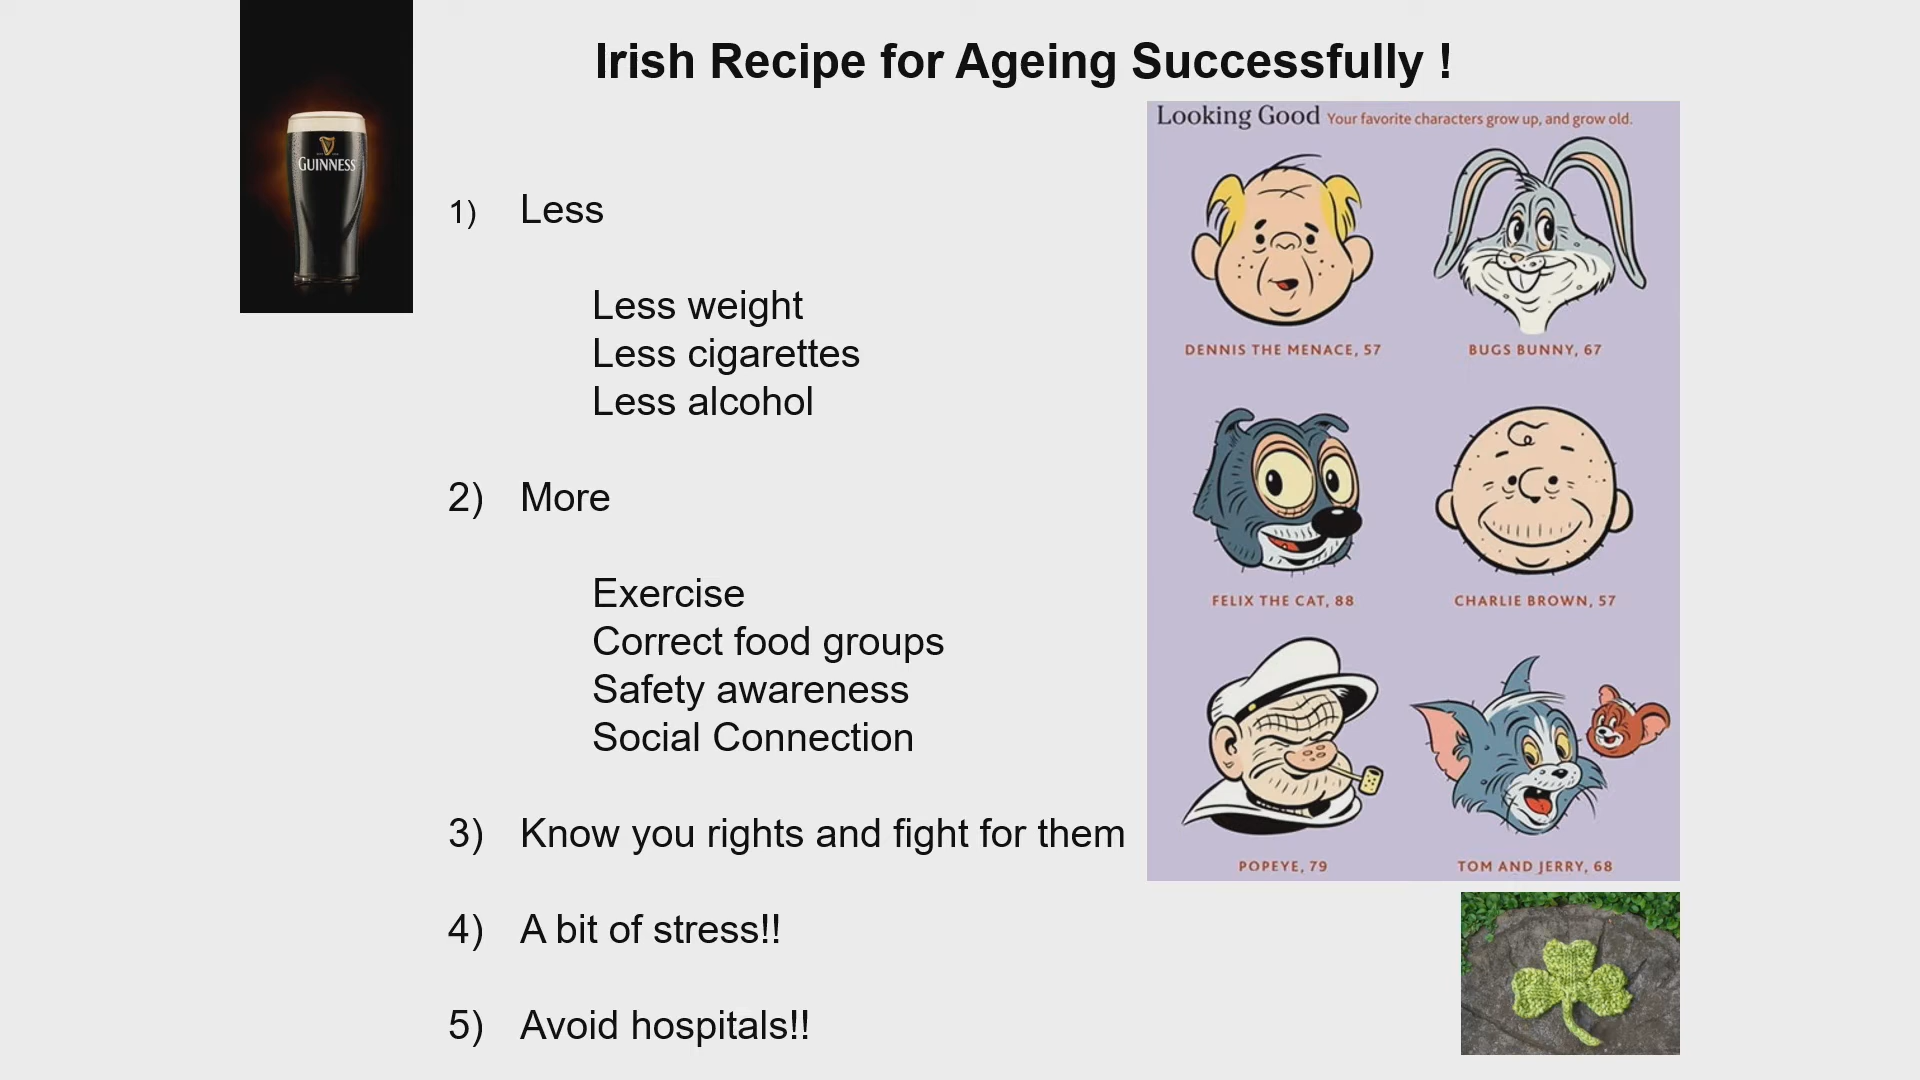 Irish Recipe for Ageing Successfully !
GUINNESS
1) Less
Less weight
Less cigarettes
Less alcohol
2) More
Exercise
Correct food groups
Safety awareness
Social Connection
3) Know you rights and fight for them
4) A bit of stress!!
5) Avoid hospitals!!
Looking Good Your favorite characters grow up, and grow old.
DENNIS THE MENACE, 57
BUGS BUNNY, 67
FELIX THE CAT, 88
CHARLIE BROWN, 57
POPEYE, 79
TOM AND JERRY, 68